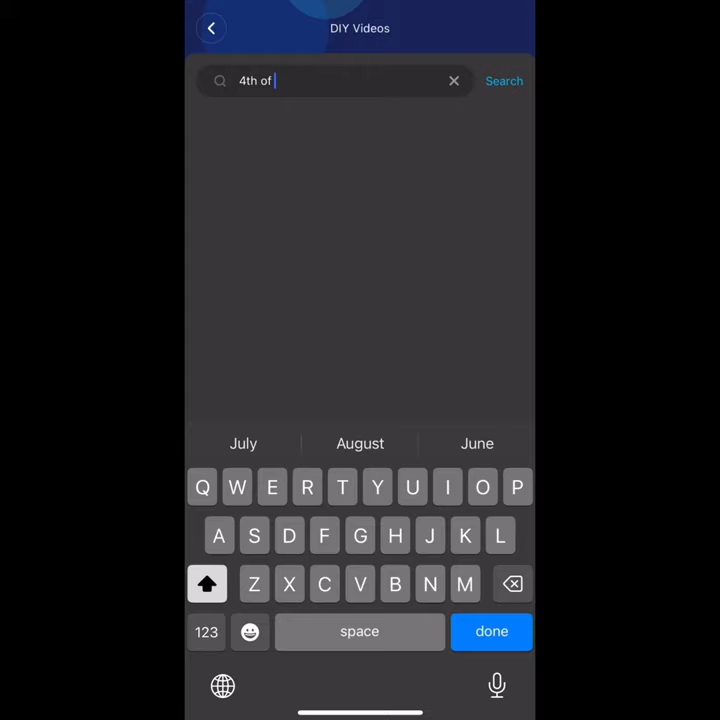 DIY Videos
4th of
Search
July August June
Q W E R T Y U I O P
A S D F G H J K L
Z X C V B N M
123 space done